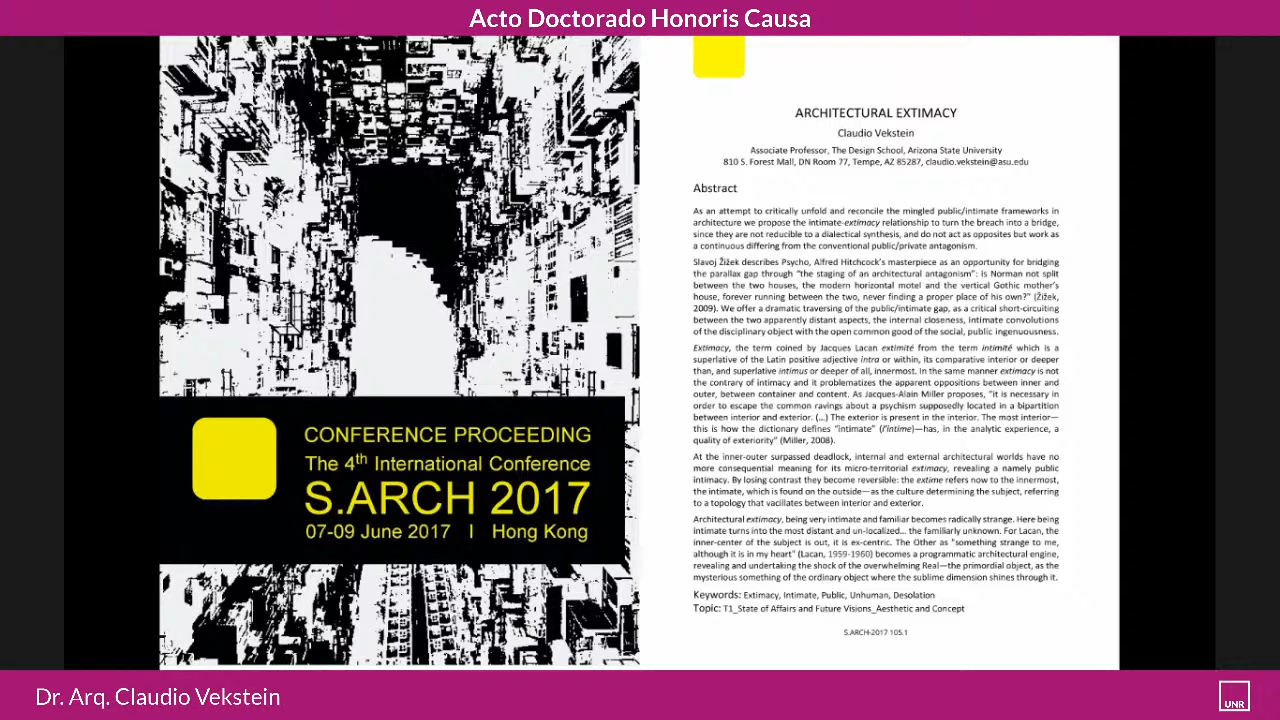 Acto Doctorado Honoris Causa
CONFERENCE PROCEEDING
The 4th International Conference
S.ARCH 2017
07-09 June 2017 I Hong Kong
ARCHITECTURAL EXTIMACY
Claudio Vekstein
Associate Professor, The Design School, Arizona State University
810 S. Forest Mall, DN Room 77, Tempe, AZ 85287, claudio.vekstein@asu.edu
Abstract
As an attempt to critically unfold and reconcile the mingled public/intimate frameworks in
architecture we propose the intimate-extimacy relationship to turn the breach into a bridge,
since they are not reducible to a dialectical synthesis, and do not act as opposites but work as
a continuous differing from the conventional public/private antagonism.
Slavoj Žižek describes Psycho, Alfred Hitchcock's masterpiece as an opportunity for bridging
the parallax gap through "the staging of an architectural antagonism": is Norman not split
between the two houses, the modern horizontal motel and the vertical Gothic mother's
house, forever running between the two, never finding a proper place of his own?" (Žižek,
2009). We offer a dramatic traversing of the public/intimate gap, as a critical short-circuiting
between the two apparently distant aspects, the internal closeness, intimate convolutions
of the disciplinary object with the open common good of the social, public ingenuousness.
Extimacy, the term coined by Jacques Lacan extimité from the term intimité which is a
superlative of the Latin positive adjective intra or within, its comparative interior or deeper
than, and superlative intimus or deeper of all, innermost. In the same manner extimacy is not
the contrary of intimacy and it problematizes the apparent oppositions between inner and
outer, between container and content. As Jacques-Alain Miller proposes, "it is necessary in
order to escape the common ravings about a psychism supposedly located in a bipartition
between interior and exterior. (...) The exterior is present in the interior. The most interior—
this is how the dictionary defines "intimate" (l'intime)—has, in the analytic experience, a
quality of exteriority" (Miller, 2008).
At the inner-outer surpassed deadlock, internal and external architectural worlds have no
more consequential meaning for its micro-territorial extimacy, revealing a namely public
intimacy. By losing contrast they become reversible: the extime refers now to the innermost,
the intimate, which is found on the outside—as the culture determining the subject, referring
to a topology that vacillates between interior and exterior.
Architectural extimacy, being very intimate and familiar becomes radically strange. Here being
intimate turns into the most distant and un-localized... the familiarly unknown. For Lacan, the
inner-center of the subject is out, it is ex-centric. The Other as "something strange to me,
although it is in my heart" (Lacan, 1959-1960) becomes a programmatic architectural engine,
revealing and undertaking the shock of the overwhelming Real—the primordial object, as the
mysterious something of the ordinary object where the sublime dimension shines through it.
Keywords: Extimacy, Intimate, Public, Unhuman, Desolation
Topic: T1_State of Affairs and Future Visions_Aesthetic and Concept
S.ARCH-2017 105.1
Dr. Arq. Claudio Vekstein
UNR